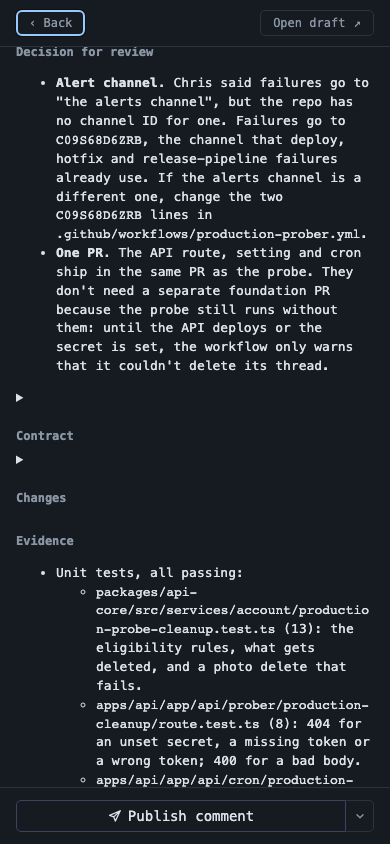 ‹ Back
Open draft ↗
Decision for review
• Alert channel. Chris said failures go to
"the alerts channel", but the repo has
no channel ID for one. Failures go to
C09S68D6ZRB, the channel that deploy,
hotfix and release-pipeline failures
already use. If the alerts channel is a
different one, change the two
C09S68D6ZRB lines in
.github/workflows/production-prober.yml.
• One PR. The API route, setting and cron
ship in the same PR as the probe. They
don't need a separate foundation PR
because the probe still runs without
them: until the API deploys or the
secret is set, the workflow only warns
that it couldn't delete its thread.
Contract
Changes
Evidence
• Unit tests, all passing:
◦ packages/api-
core/src/services/account/productio
n-probe-cleanup.test.ts (13): the
eligibility rules, what gets
deleted, and a photo delete that
fails.
◦ apps/api/app/api/prober/production-
cleanup/route.test.ts (8): 404 for
an unset secret, a missing token or
a wrong token; 400 for a bad body.
◦ apps/api/app/api/cron/production-
Publish comment